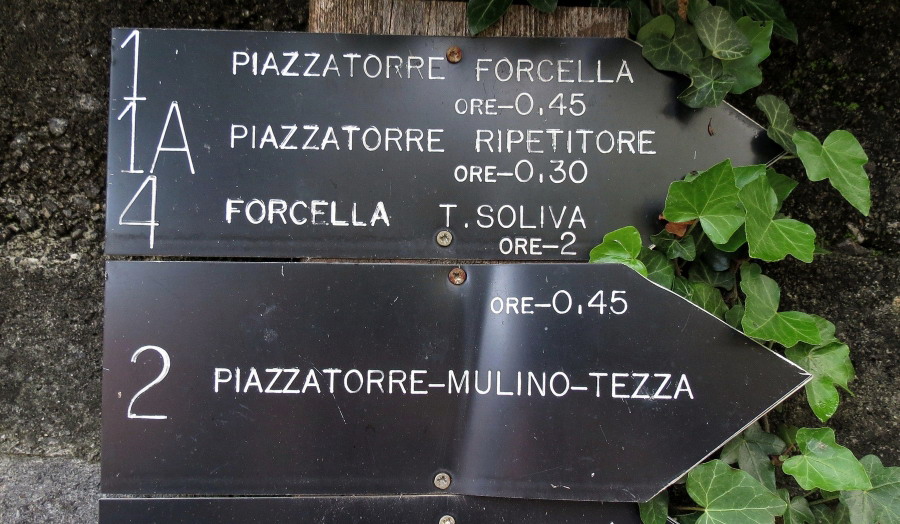 1 PIAZZATORRE FORCELLA
ORE-0,45
1A PIAZZATORRE RIPETITORE
ORE-0,30
4 FORCELLA T.SOLIVA
ORE-2
ORE-0,45
2 PIAZZATORRE-MULINO-TEZZA